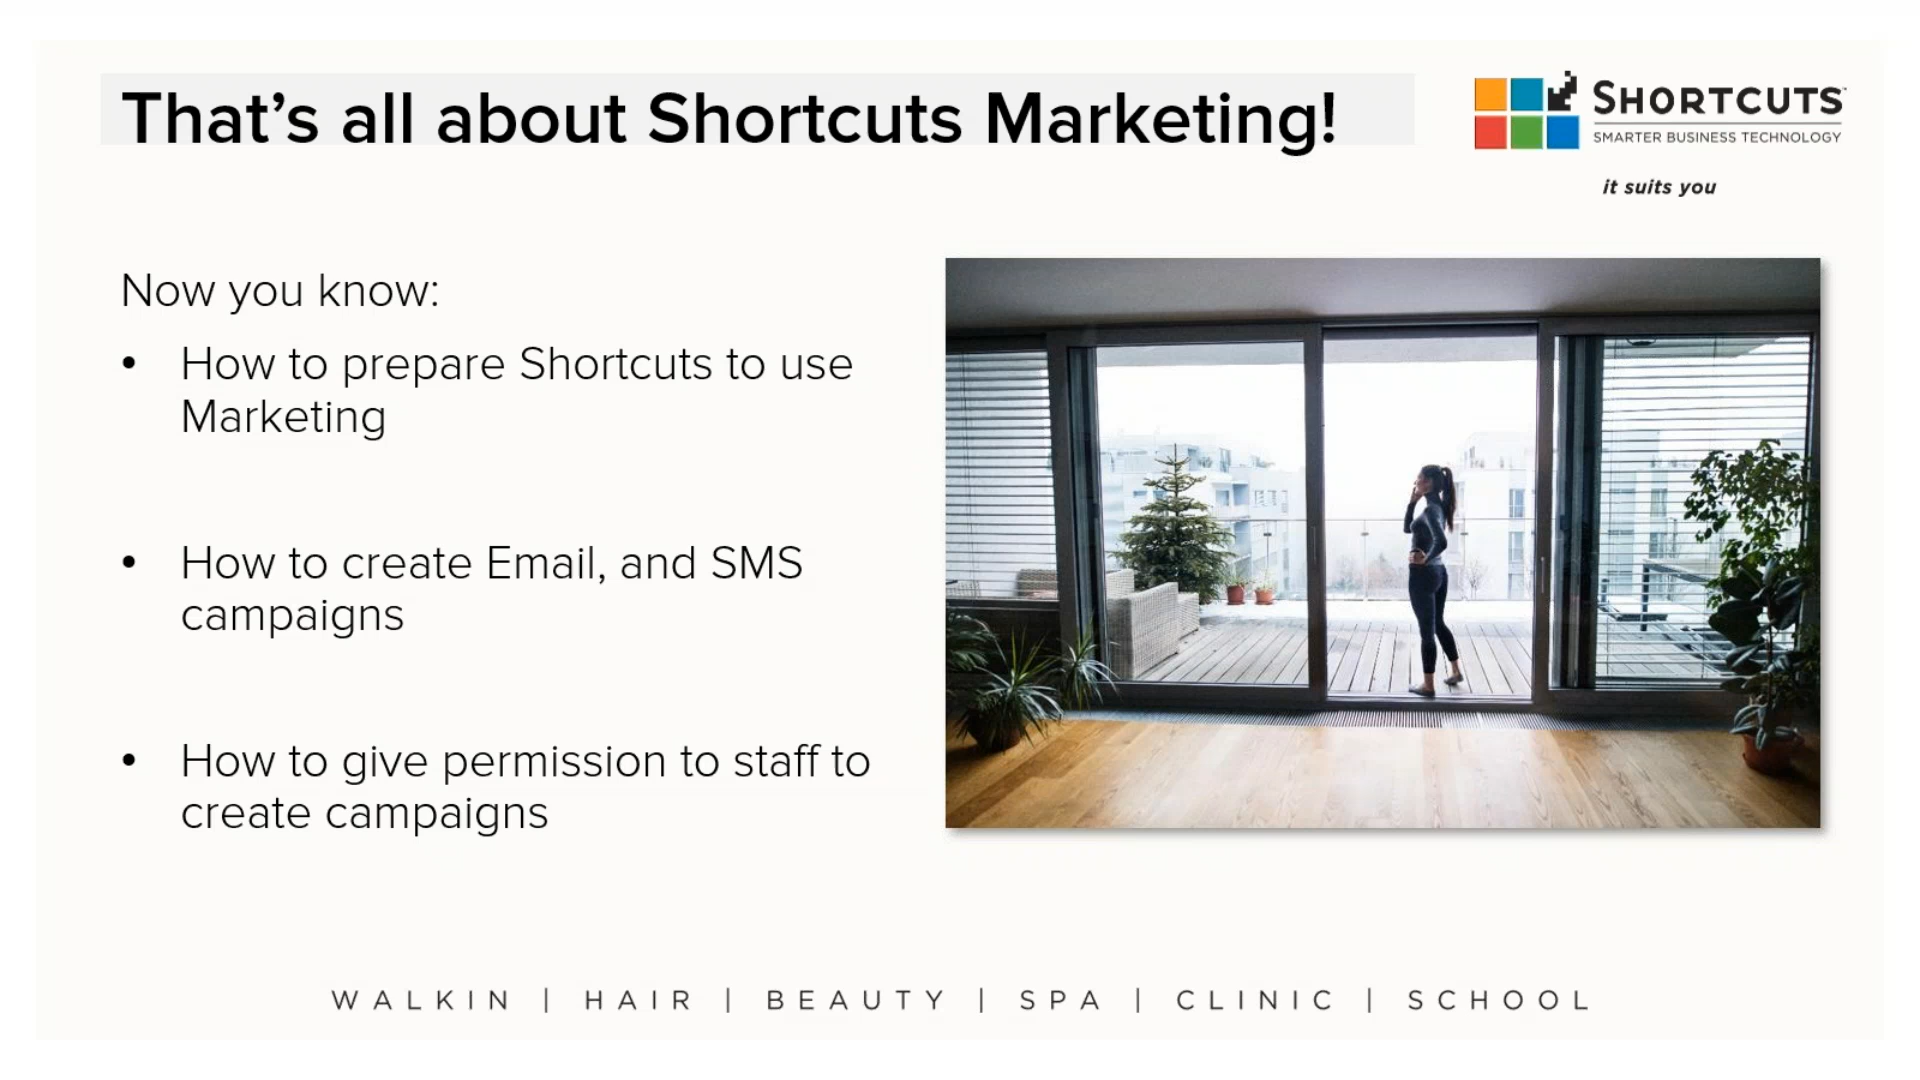 That’s all about Shortcuts Marketing!
SHORTCUTS
SMARTER BUSINESS TECHNOLOGY
it suits you
Now you know:
• How to prepare Shortcuts to use
Marketing
• How to create Email, and SMS
campaigns
• How to give permission to staff to
create campaigns
WALKIN | HAIR | BEAUTY | SPA | CLINIC | SCHOOL